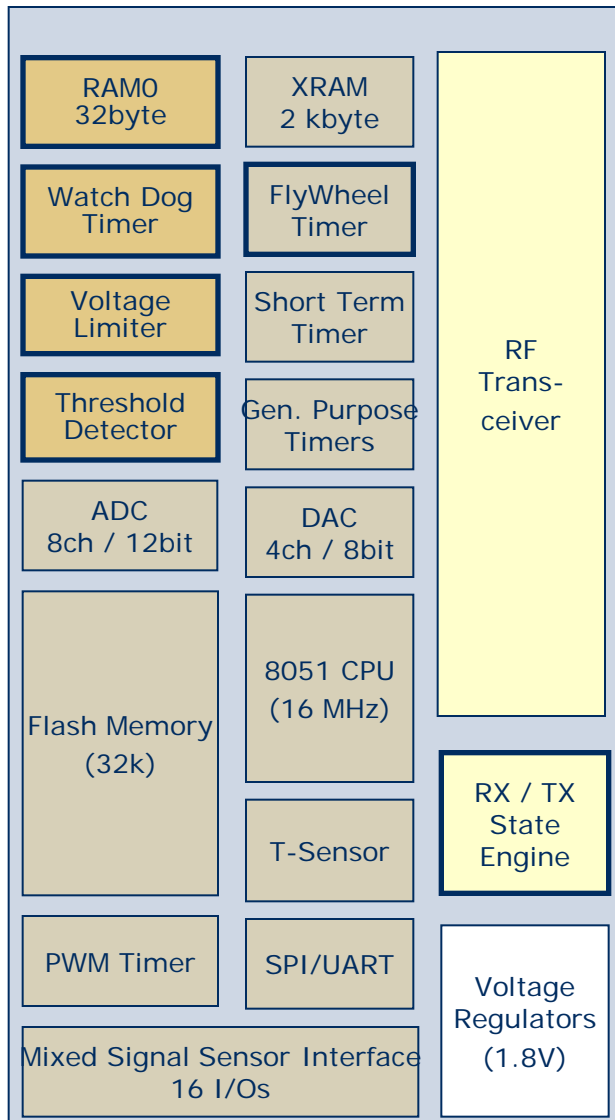 RAM0
32byte
XRAM
2 kbyte
Watch Dog
Timer
FlyWheel
Timer
Voltage
Limiter
Short Term
Timer
RF
Trans-
ceiver
Threshold
Detector
Gen. Purpose
Timers
ADC
8ch / 12bit
DAC
4ch / 8bit
Flash Memory
(32k)
8051 CPU
(16 MHz)
RX / TX
State
Engine
T-Sensor
PWM Timer
SPI/UART
Voltage
Regulators
(1.8V)
Mixed Signal Sensor Interface
16 I/Os